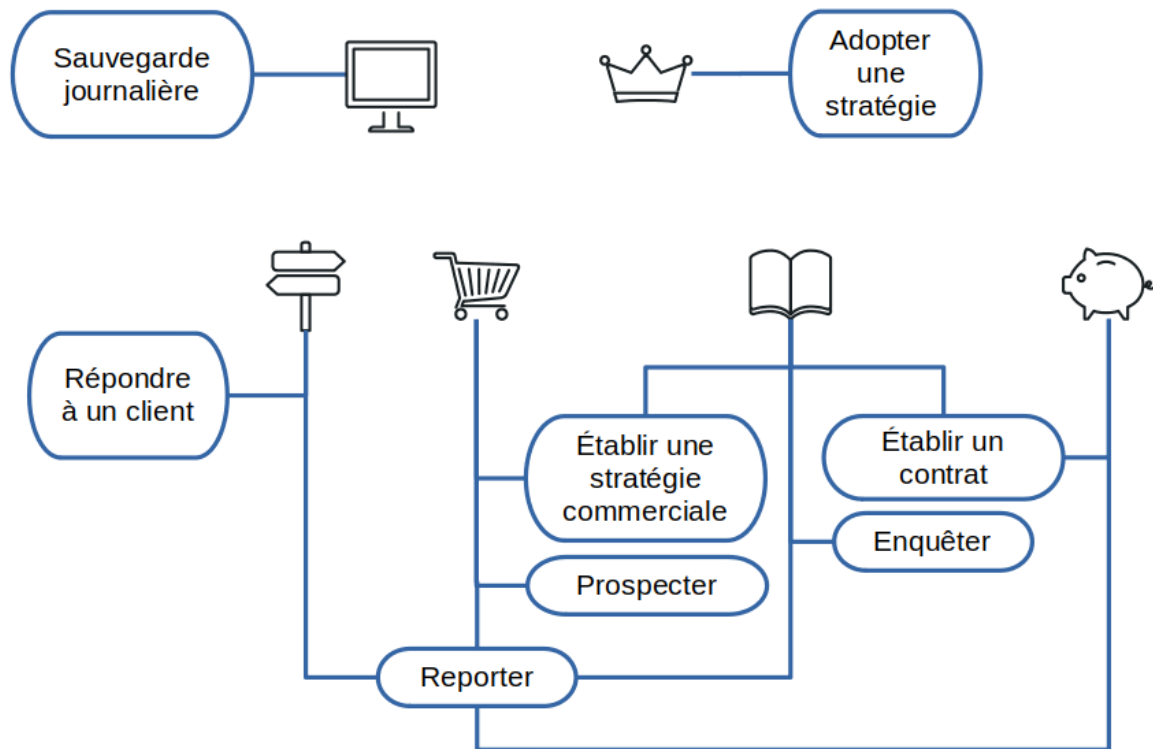 Sauvegarde
journalière
Adopter
une
stratégie
Répondre
à un client
Établir une
stratégie
commerciale
Établir un
contrat
Enquêter
Prospecter
Reporter